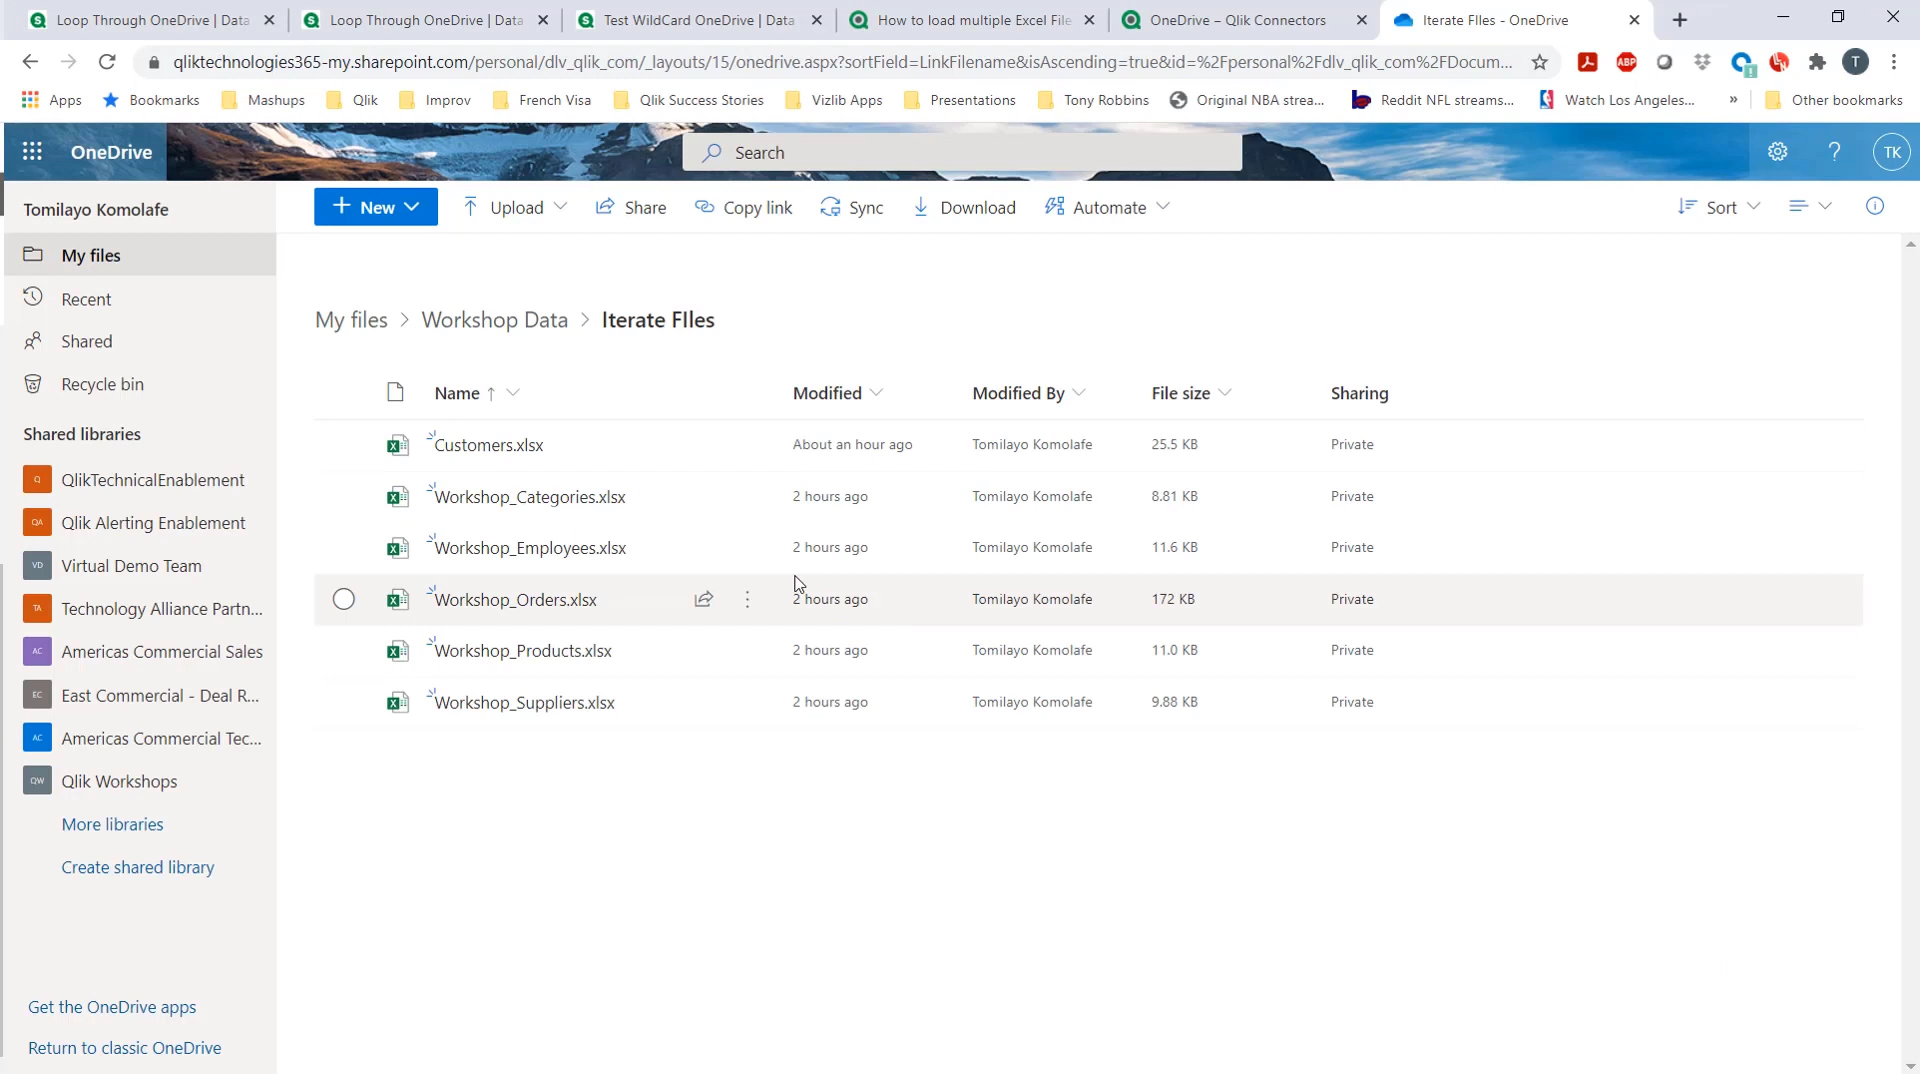 Loop Through OneDrive | Data
Loop Through OneDrive | Data
Test WildCard OneDrive | Data
How to load multiple Excel File
OneDrive – Qlik Connectors
Iterate FIles - OneDrive
qliktechnologies365-my.sharepoint.com/personal/dlv_qlik_com/_layouts/15/onedrive.aspx?sortField=LinkFilename&isAscending=true&id=%2Fpersonal%2Fdlv_qlik_com%2FDocum...
ABP
T
Apps
Bookmarks
Mashups
Qlik
Improv
French Visa
Qlik Success Stories
Vizlib Apps
Presentations
Tony Robbins
Original NBA strea...
Reddit NFL streams...
Watch Los Angeles...
»
Other bookmarks
OneDrive
Search
?
TK
Tomilayo Komolafe
+ New
Upload
Share
Copy link
Sync
Download
Automate
Sort
My files
Recent
Shared
Recycle bin
Shared libraries
Q QlikTechnicalEnablement
QA Qlik Alerting Enablement
VD Virtual Demo Team
TA Technology Alliance Partn...
AC Americas Commercial Sales
EC East Commercial - Deal R...
AC Americas Commercial Tec...
QW Qlik Workshops
More libraries
Create shared library
Get the OneDrive apps
Return to classic OneDrive
My files > Workshop Data > Iterate FIles
Name ↑ Modified Modified By File size Sharing
Customers.xlsx About an hour ago Tomilayo Komolafe 25.5 KB Private
Workshop_Categories.xlsx 2 hours ago Tomilayo Komolafe 8.81 KB Private
Workshop_Employees.xlsx 2 hours ago Tomilayo Komolafe 11.6 KB Private
Workshop_Orders.xlsx 2 hours ago Tomilayo Komolafe 172 KB Private
Workshop_Products.xlsx 2 hours ago Tomilayo Komolafe 11.0 KB Private
Workshop_Suppliers.xlsx 2 hours ago Tomilayo Komolafe 9.88 KB Private